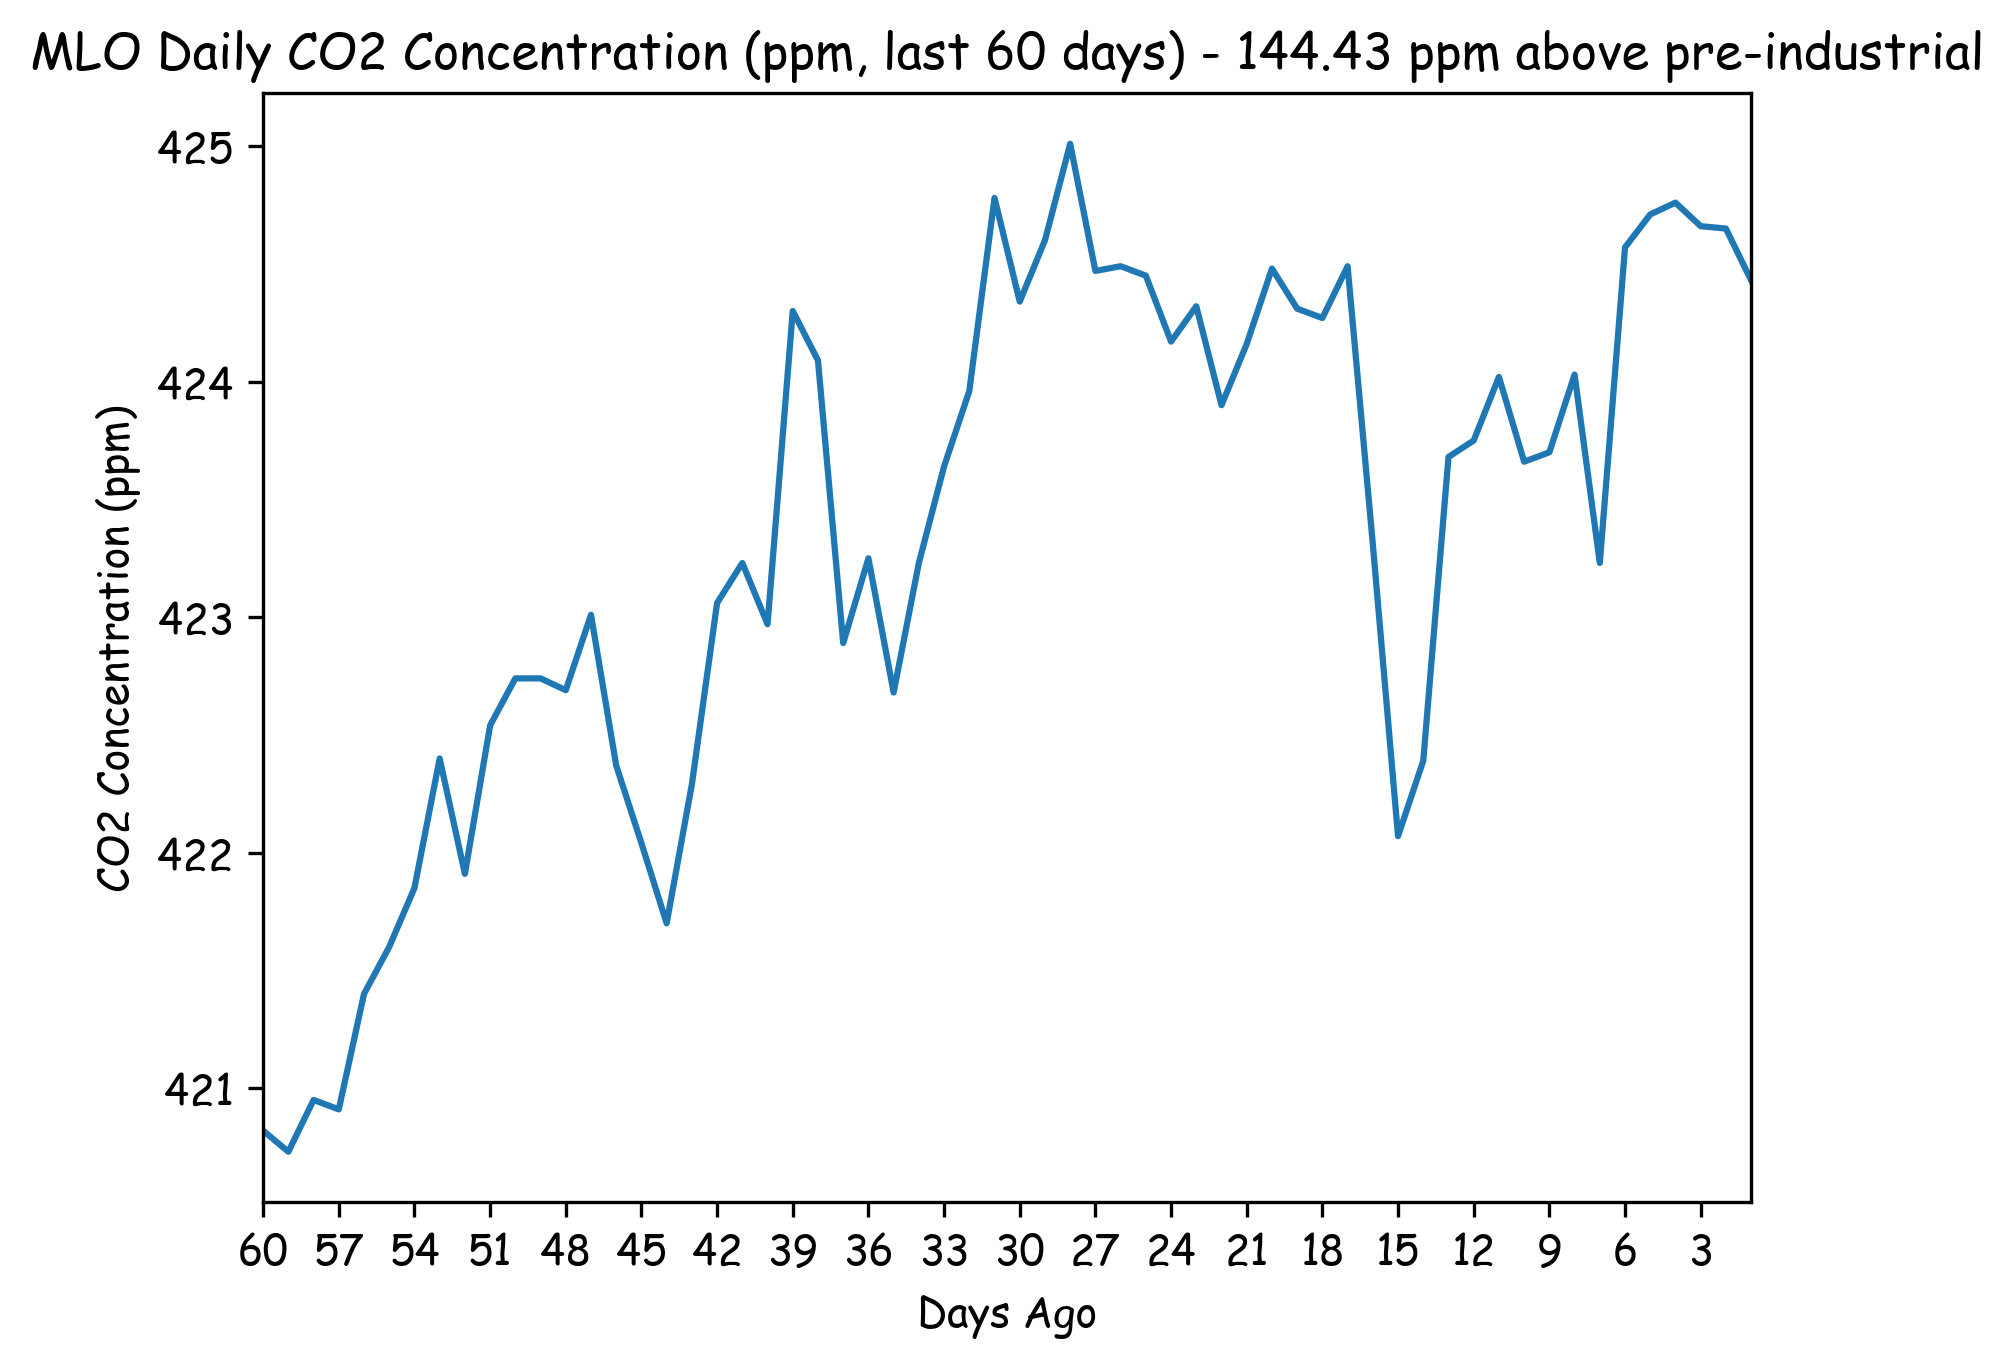 MLO Daily CO2 Concentration (ppm, last 60 days) - 144.43 ppm above pre-industrial
CO2 Concentration (ppm)
425
424
423
422
421
60 57 54 51 48 45 42 39 36 33 30 27 24 21 18 15 12 9 6 3
Days Ago